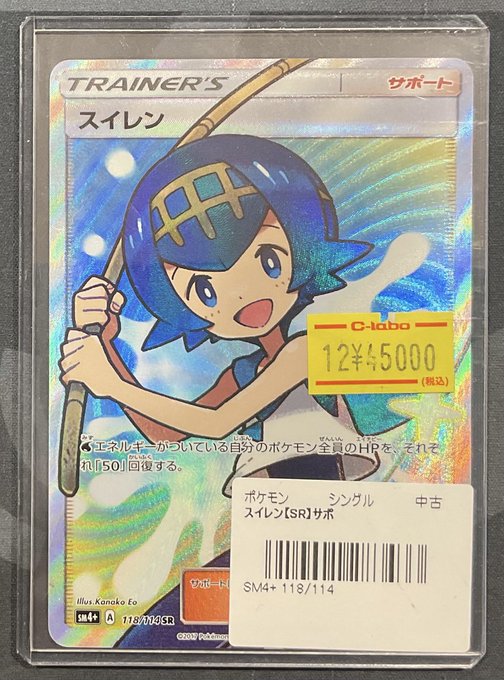 TRAINER'S サポート
スイレン
C-labo
12¥45000
(税込)
エネルギーがついている自分のポケモン全員のHPを、それぞ
れ「50」回復する。
ポケモン シングル 中古
スイレン【SR】サポ
SM4+ 118/114
サポート
Illus.Kanako Eo
SM4+ A 118/114 SR
©2017 Pokémon